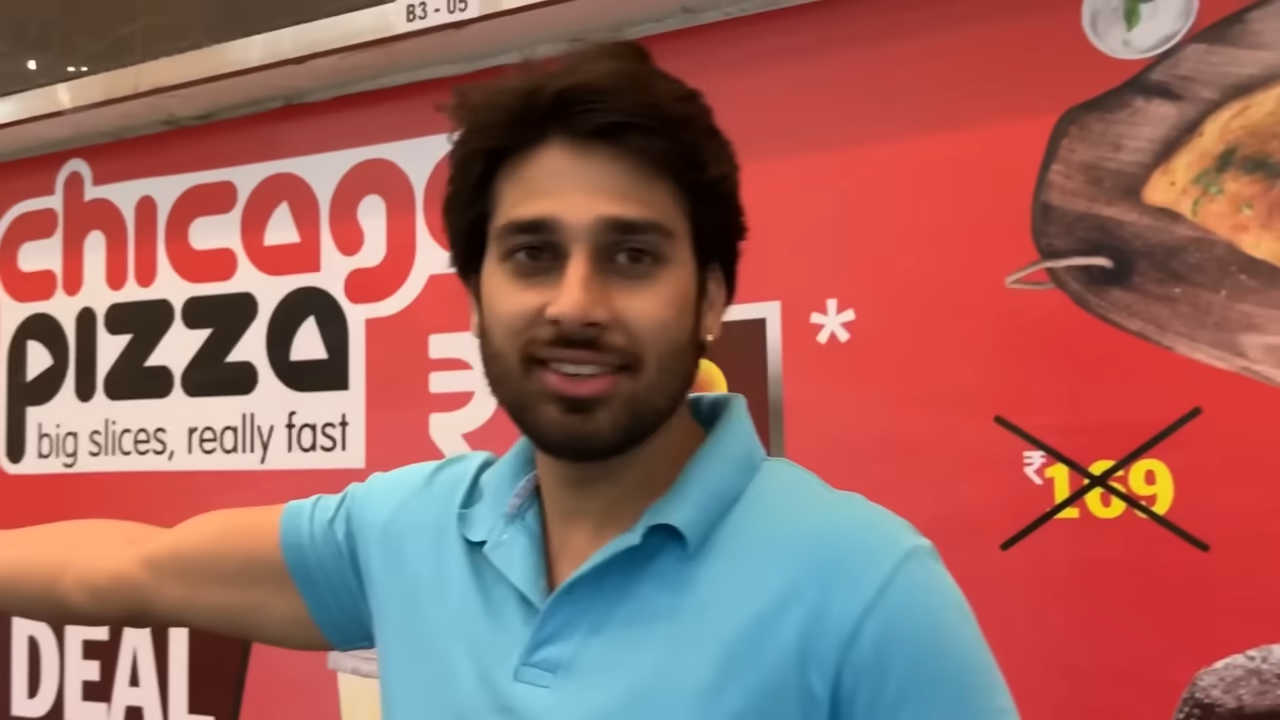 B3 - 05
chicago
pizza
big slices, really fast
₹
*
₹169
DEAL